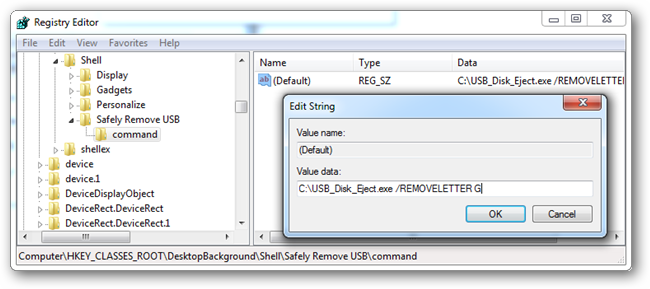 Registry Editor
File Edit View Favorites Help
Shell
Display
Gadgets
Personalize
Safely Remove USB
command
shellex
device
device.1
DeviceDisplayObject
DeviceRect.DeviceRect
DeviceRect.DeviceRect.1
Name Type Data
ab (Default) REG_SZ C:\USB_Disk_Eject.exe /REMOVELETTER
Edit String
Value name:
(Default)
Value data:
C:\USB_Disk_Eject.exe /REMOVELETTER G
OK Cancel
Computer\HKEY_CLASSES_ROOT\DesktopBackground\Shell\Safely Remove USB\command